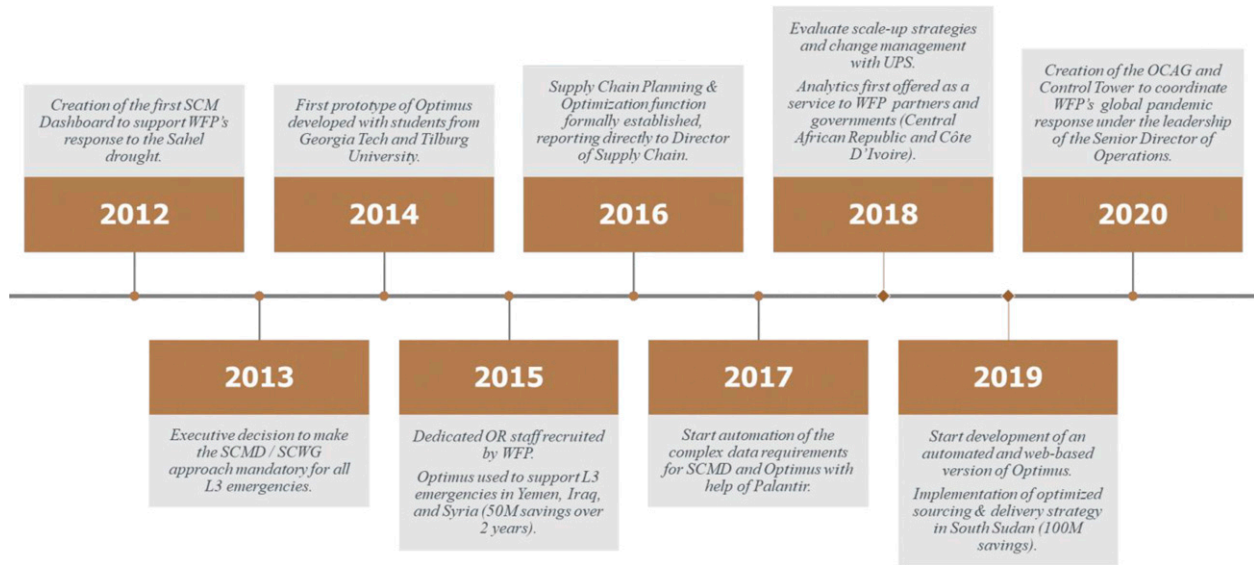 Creation of the first SCM
Dashboard to support WFP's
response to the Sahel
drought.
2012
Executive decision to make
the SCMD / SCWG
approach mandatory for all
L3 emergencies.
2013
First prototype of Optimus
developed with students from
Georgia Tech and Tilburg
University.
2014
2015
Dedicated OR staff recruited
by WFP.
Optimus used to support L3
emergencies in Yemen, Iraq,
and Syria (50M savings over
2 years).
Supply Chain Planning &
Optimization function
formally established,
reporting directly to Director
of Supply Chain.
2016
2017
Start automation of the
complex data requirements
for SCMD and Optimus with
help of Palantir.
Evaluate scale-up strategies
and change management
with UPS.
Analytics first offered as a
service to WFP partners and
governments (Central
African Republic and Côte
D'Ivoire).
2018
2019
Start development of an
automated and web-based
version of Optimus.
Implementation of optimized
sourcing & delivery strategy
in South Sudan (100M
savings).
Creation of the OCAG and
Control Tower to coordinate
WFP's global pandemic
response under the leadership
of the Senior Director of
Operations.
2020